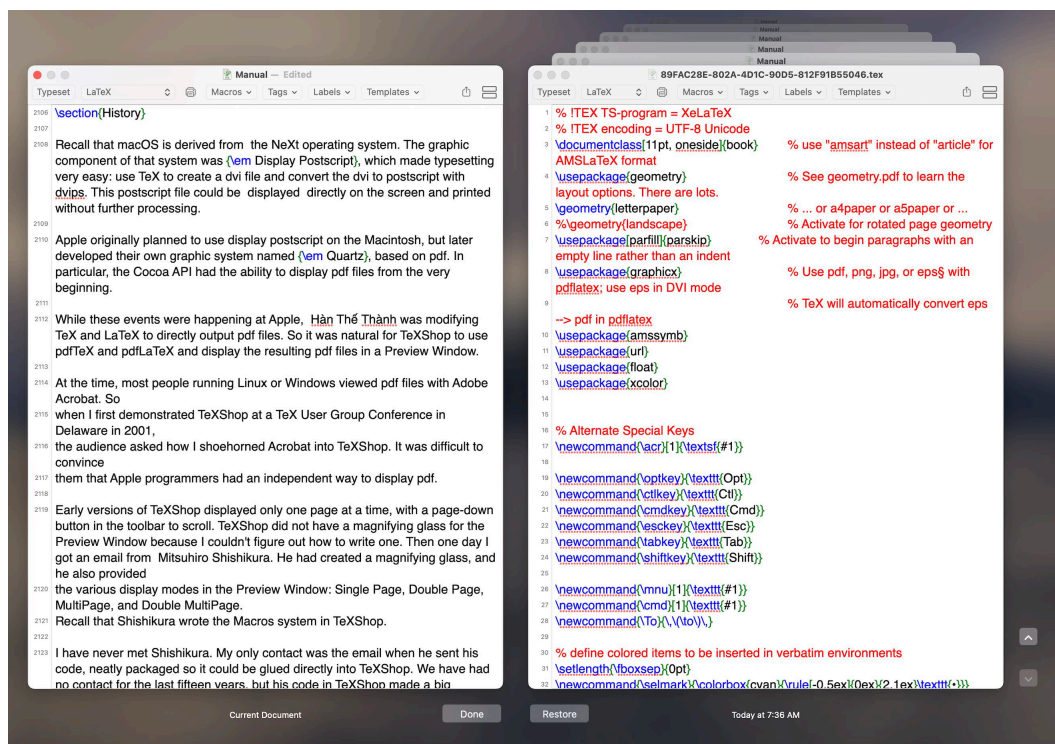 Manual
Manual
Manual
Manual
Manual — Edited
Typeset LaTeX Macros Tags Labels Templates
2106 \section{History}
2107
2108 Recall that macOS is derived from the NeXt operating system. The graphic
component of that system was {\em Display Postscript}, which made typesetting
very easy: use TeX to create a dvi file and convert the dvi to postscript with
dvips. This postscript file could be displayed directly on the screen and printed
without further processing.
2109
2110 Apple originally planned to use display postscript on the Macintosh, but later
developed their own graphic system named {\em Quartz}, based on pdf. In
particular, the Cocoa API had the ability to display pdf files from the very
beginning.
2111
2112 While these events were happening at Apple, Hàn Thế Thành was modifying
TeX and LaTeX to directly output pdf files. So it was natural for TeXShop to use
pdfTeX and pdfLaTeX and display the resulting pdf files in a Preview Window.
2113
2114 At the time, most people running Linux or Windows viewed pdf files with Adobe
Acrobat. So
2115 when I first demonstrated TeXShop at a TeX User Group Conference in
Delaware in 2001,
2116 the audience asked how I shoehorned Acrobat into TeXShop. It was difficult to
convince
2117 them that Apple programmers had an independent way to display pdf.
2118
2119 Early versions of TeXShop displayed only one page at a time, with a page-down
button in the toolbar to scroll. TeXShop did not have a magnifying glass for the
Preview Window because I couldn't figure out how to write one. Then one day I
got an email from Mitsuhiro Shishikura. He had created a magnifying glass, and
he also provided
2120 the various display modes in the Preview Window: Single Page, Double Page,
MultiPage, and Double MultiPage.
2121 Recall that Shishikura wrote the Macros system in TeXShop.
2122
2123 I have never met Shishikura. My only contact was the email when he sent his
code, neatly packaged so it could be glued directly into TeXShop. We have had
no contact for the last fifteen years, but his code in TeXShop made a big
Current Document Done
89FAC28E-802A-4D1C-90D5-812F91B55046.tex
Typeset LaTeX Macros Tags Labels Templates
1 % !TEX TS-program = XeLaTeX
2 % !TEX encoding = UTF-8 Unicode
3 \documentclass[11pt, oneside]{book} % use "amsart" instead of "article" for
AMSLaTeX format
4 \usepackage{geometry} % See geometry.pdf to learn the
layout options. There are lots.
5 \geometry{letterpaper} % ... or a4paper or a5paper or ...
6 %\geometry{landscape} % Activate for rotated page geometry
7 \usepackage[parfill]{parskip} % Activate to begin paragraphs with an
empty line rather than an indent
8 \usepackage{graphicx} % Use pdf, png, jpg, or eps§ with
pdflatex; use eps in DVI mode
9 % TeX will automatically convert eps
--> pdf in pdflatex
10 \usepackage{amssymb}
11 \usepackage{url}
12 \usepackage{float}
13 \usepackage{xcolor}
14
15
16 % Alternate Special Keys
17 \newcommand{\acr}[1]{\textsf{#1}}
18
19 \newcommand{\optkey}{\texttt{Opt}}
20 \newcommand{\ctlkey}{\texttt{Ctl}}
21 \newcommand{\cmdkey}{\texttt{Cmd}}
22 \newcommand{\esckey}{\texttt{Esc}}
23 \newcommand{\tabkey}{\texttt{Tab}}
24 \newcommand{\shiftkey}{\texttt{Shift}}
25
26 \newcommand{\mnu}[1]{\texttt{#1}}
27 \newcommand{\cmd}[1]{\texttt{#1}}
28 \newcommand{\To}{\,\(\to\)\,}
29
30 % define colored items to be inserted in verbatim environments
31 \setlength{\fboxsep}{0pt}
32 \newcommand{\selmark}{\colorbox{cyan}{\rule[-0.5ex]{0ex}{2.1ex}\texttt{•}}}
Restore Today at 7:36 AM